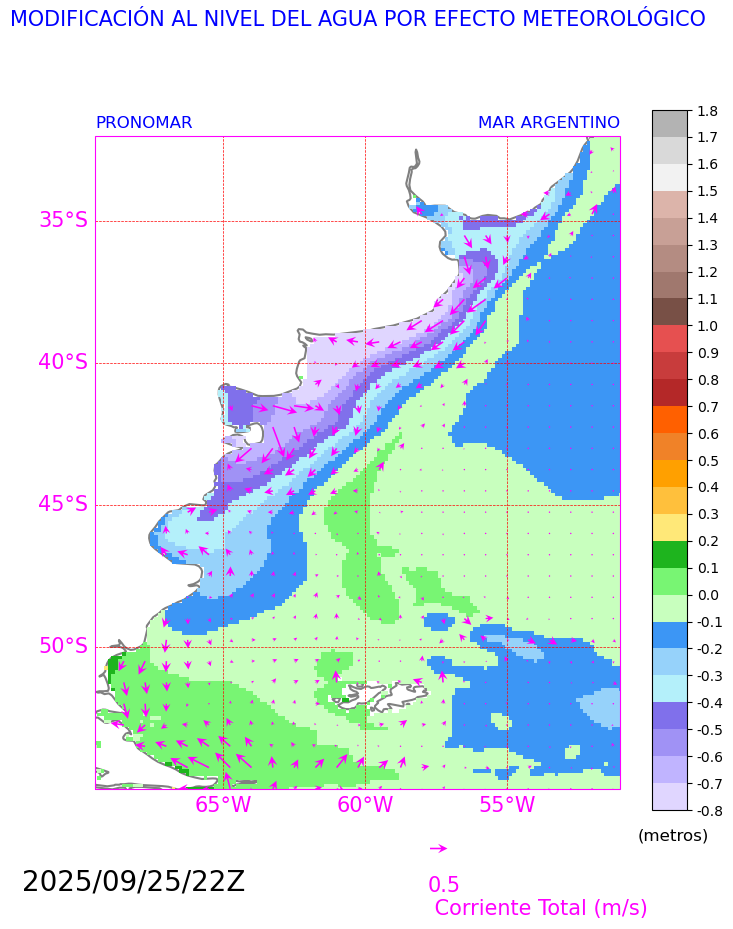 MODIFICACIÓN AL NIVEL DEL AGUA POR EFECTO METEOROLÓGICO
PRONOMAR
MAR ARGENTINO
35°S
40°S
45°S
50°S
65°W
60°W
55°W
1.8
1.7
1.6
1.5
1.4
1.3
1.2
1.1
1.0
0.9
0.8
0.7
0.6
0.5
0.4
0.3
0.2
0.1
0.0
-0.1
-0.2
-0.3
-0.4
-0.5
-0.6
-0.7
-0.8
(metros)
2025/09/25/22Z
0.5
Corriente Total (m/s)